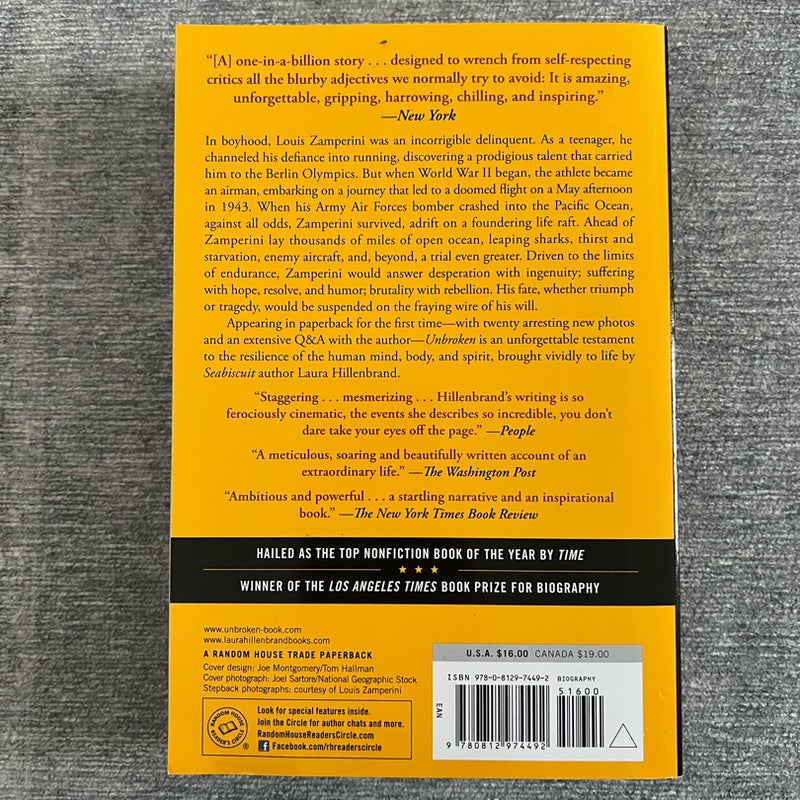 “[A] one-in-a-billion story . . . designed to wrench from self-respecting
critics all the blurby adjectives we normally try to avoid: It is amazing,
unforgettable, gripping, harrowing, chilling, and inspiring.”
—New York
In boyhood, Louis Zamperini was an incorrigible delinquent. As a teenager, he
channeled his defiance into running, discovering a prodigious talent that carried
him to the Berlin Olympics. But when World War II began, the athlete became
an airman, embarking on a journey that led to a doomed flight on a May afternoon
in 1943. When his Army Air Forces bomber crashed into the Pacific Ocean,
against all odds, Zamperini survived, adrift on a foundering life raft. Ahead of
Zamperini lay thousands of miles of open ocean, leaping sharks, thirst and
starvation, enemy aircraft, and, beyond, a trial even greater. Driven to the limits
of endurance, Zamperini would answer desperation with ingenuity; suffering
with hope, resolve, and humor; brutality with rebellion. His fate, whether triumph
or tragedy, would be suspended on the fraying wire of his will.
Appearing in paperback for the first time—with twenty arresting new photos
and an extensive Q&A with the author—Unbroken is an unforgettable testament
to the resilience of the human mind, body, and spirit, brought vividly to life by
Seabiscuit author Laura Hillenbrand.
“Staggering . . . mesmerizing . . . Hillenbrand’s writing is so
ferociously cinematic, the events she describes so incredible, you don’t
dare take your eyes off the page.” —People
“A meticulous, soaring and beautifully written account of an
extraordinary life.” —The Washington Post
“Ambitious and powerful . . . a startling narrative and an inspirational
book.” —The New York Times Book Review
HAILED AS THE TOP NONFICTION BOOK OF THE YEAR BY TIME
WINNER OF THE LOS ANGELES TIMES BOOK PRIZE FOR BIOGRAPHY
www.unbroken-book.com
www.laurahillenbrandbooks.com
A RANDOM HOUSE TRADE PAPERBACK
Cover design: Joe Montgomery/Tom Hallman
Cover photograph: Joel Sartore/National Geographic Stock
Stepback photographs: courtesy of Louis Zamperini
RANDOM HOUSE READER'S CIRCLE ®
Look for special features inside.
Join the Circle for author chats and more.
RandomHouseReadersCircle.com
Facebook.com/rhreaderscircle
U.S.A. $16.00 CANADA $19.00
ISBN 978-0-8129-7449-2 BIOGRAPHY
51600
EAN
9 780812 974492